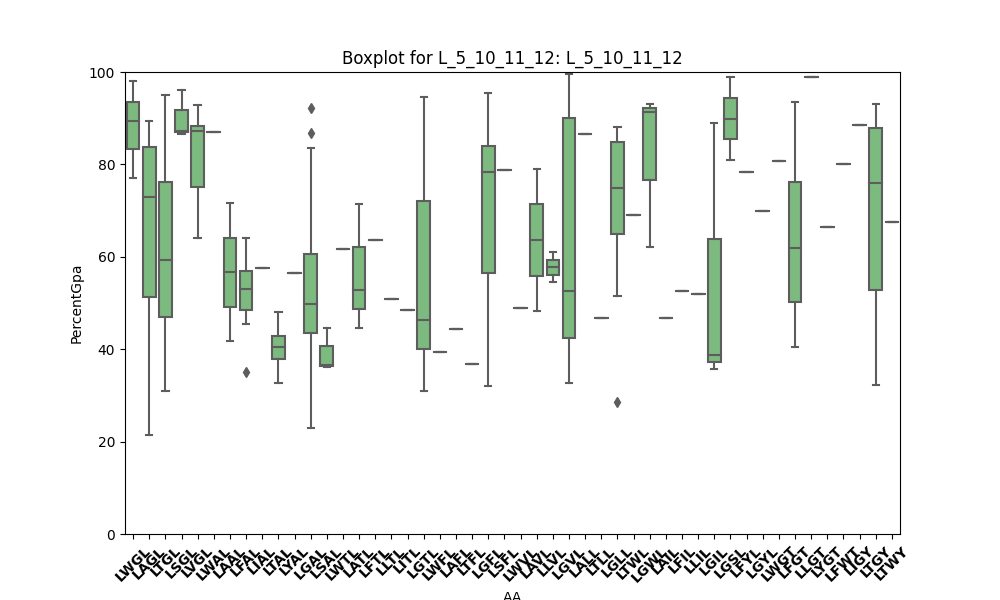 Boxplot for L_5_10_11_12: L_5_10_11_12
PercentGpa
100
80
60
40
20
0
LWGL
LAGL
LTGL
LSGL
LVGL
LWAL
LAAL
LFAL
LIAL
LTAL
LYAL
LGAL
LSAL
LWTL
LATL
LFTL
LLTL
LITL
LGTL
LWFL
LAFL
LTFL
LGFL
LSFL
LWVL
LAVL
LLVL
LGVL
LALL
LTLL
LGLL
LTWL
LGWL
LAIL
LFIL
LLIL
LGIL
LGSL
LFYL
LGYL
LWGT
LFGT
LLGT
LYGT
LFWT
LIGY
LTGY
LTWY
AA